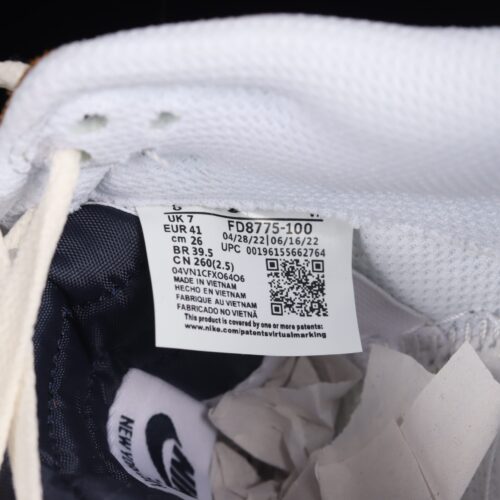 UK 7
EUR 41
cm 26
BR 39.5
CN 260(2.5)
FD8775-100
04/28/22 | 06/16/22
UPC 00196155662764
04VN1CFX06406
MADE IN VIETNAM
HECHO EN VIETNAM
FABRIQUE AU VIETNAM
FABRICADO NO VIETNAM
This product is covered by one or more patents:
www.nike.com/patentsvirtualmarking
NEW YORK